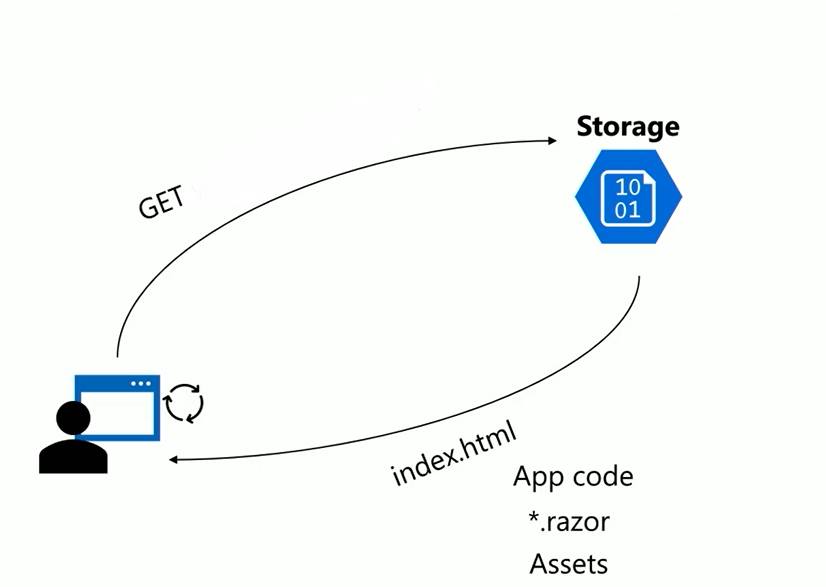 Storage
10
01
GET
index.html
App code
*.razor
Assets